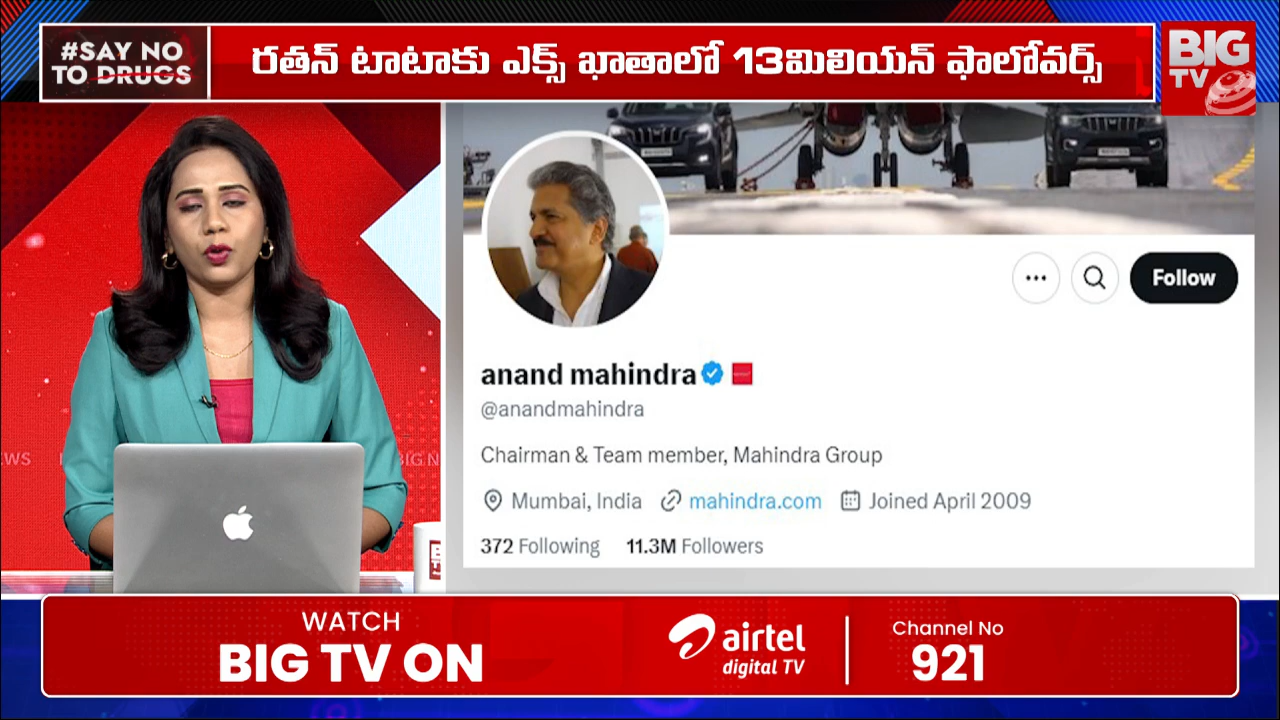 #SAY NO
TO DRUGS
రతన్ టాటాకు ఎక్స్ ఖాతాలో 13మిలియన్ ఫాలోవర్స్
BIG
TV
Follow
anand mahindra
@anandmahindra
Chairman & Team member, Mahindra Group
Mumbai, India mahindra.com Joined April 2009
372 Following 11.3M Followers
WATCH
BIG TV ON
airtel
digital TV
Channel No
921